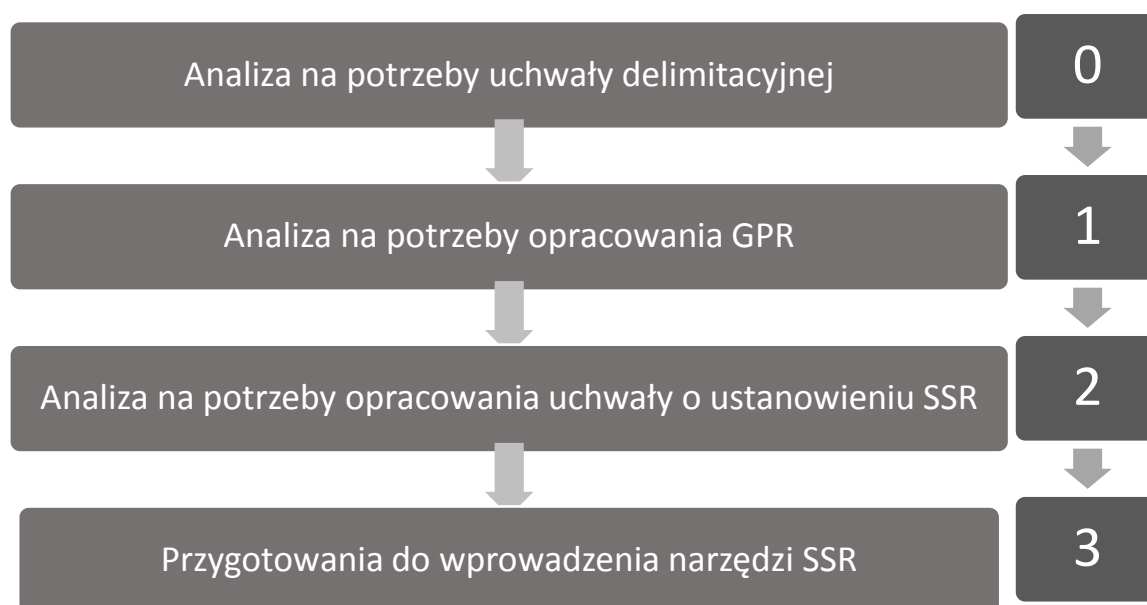 Analiza na potrzeby uchwały delimitacyjnej
0
Analiza na potrzeby opracowania GPR
1
Analiza na potrzeby opracowania uchwały o ustanowieniu SSR
2
Przygotowania do wprowadzenia narzędzi SSR
3